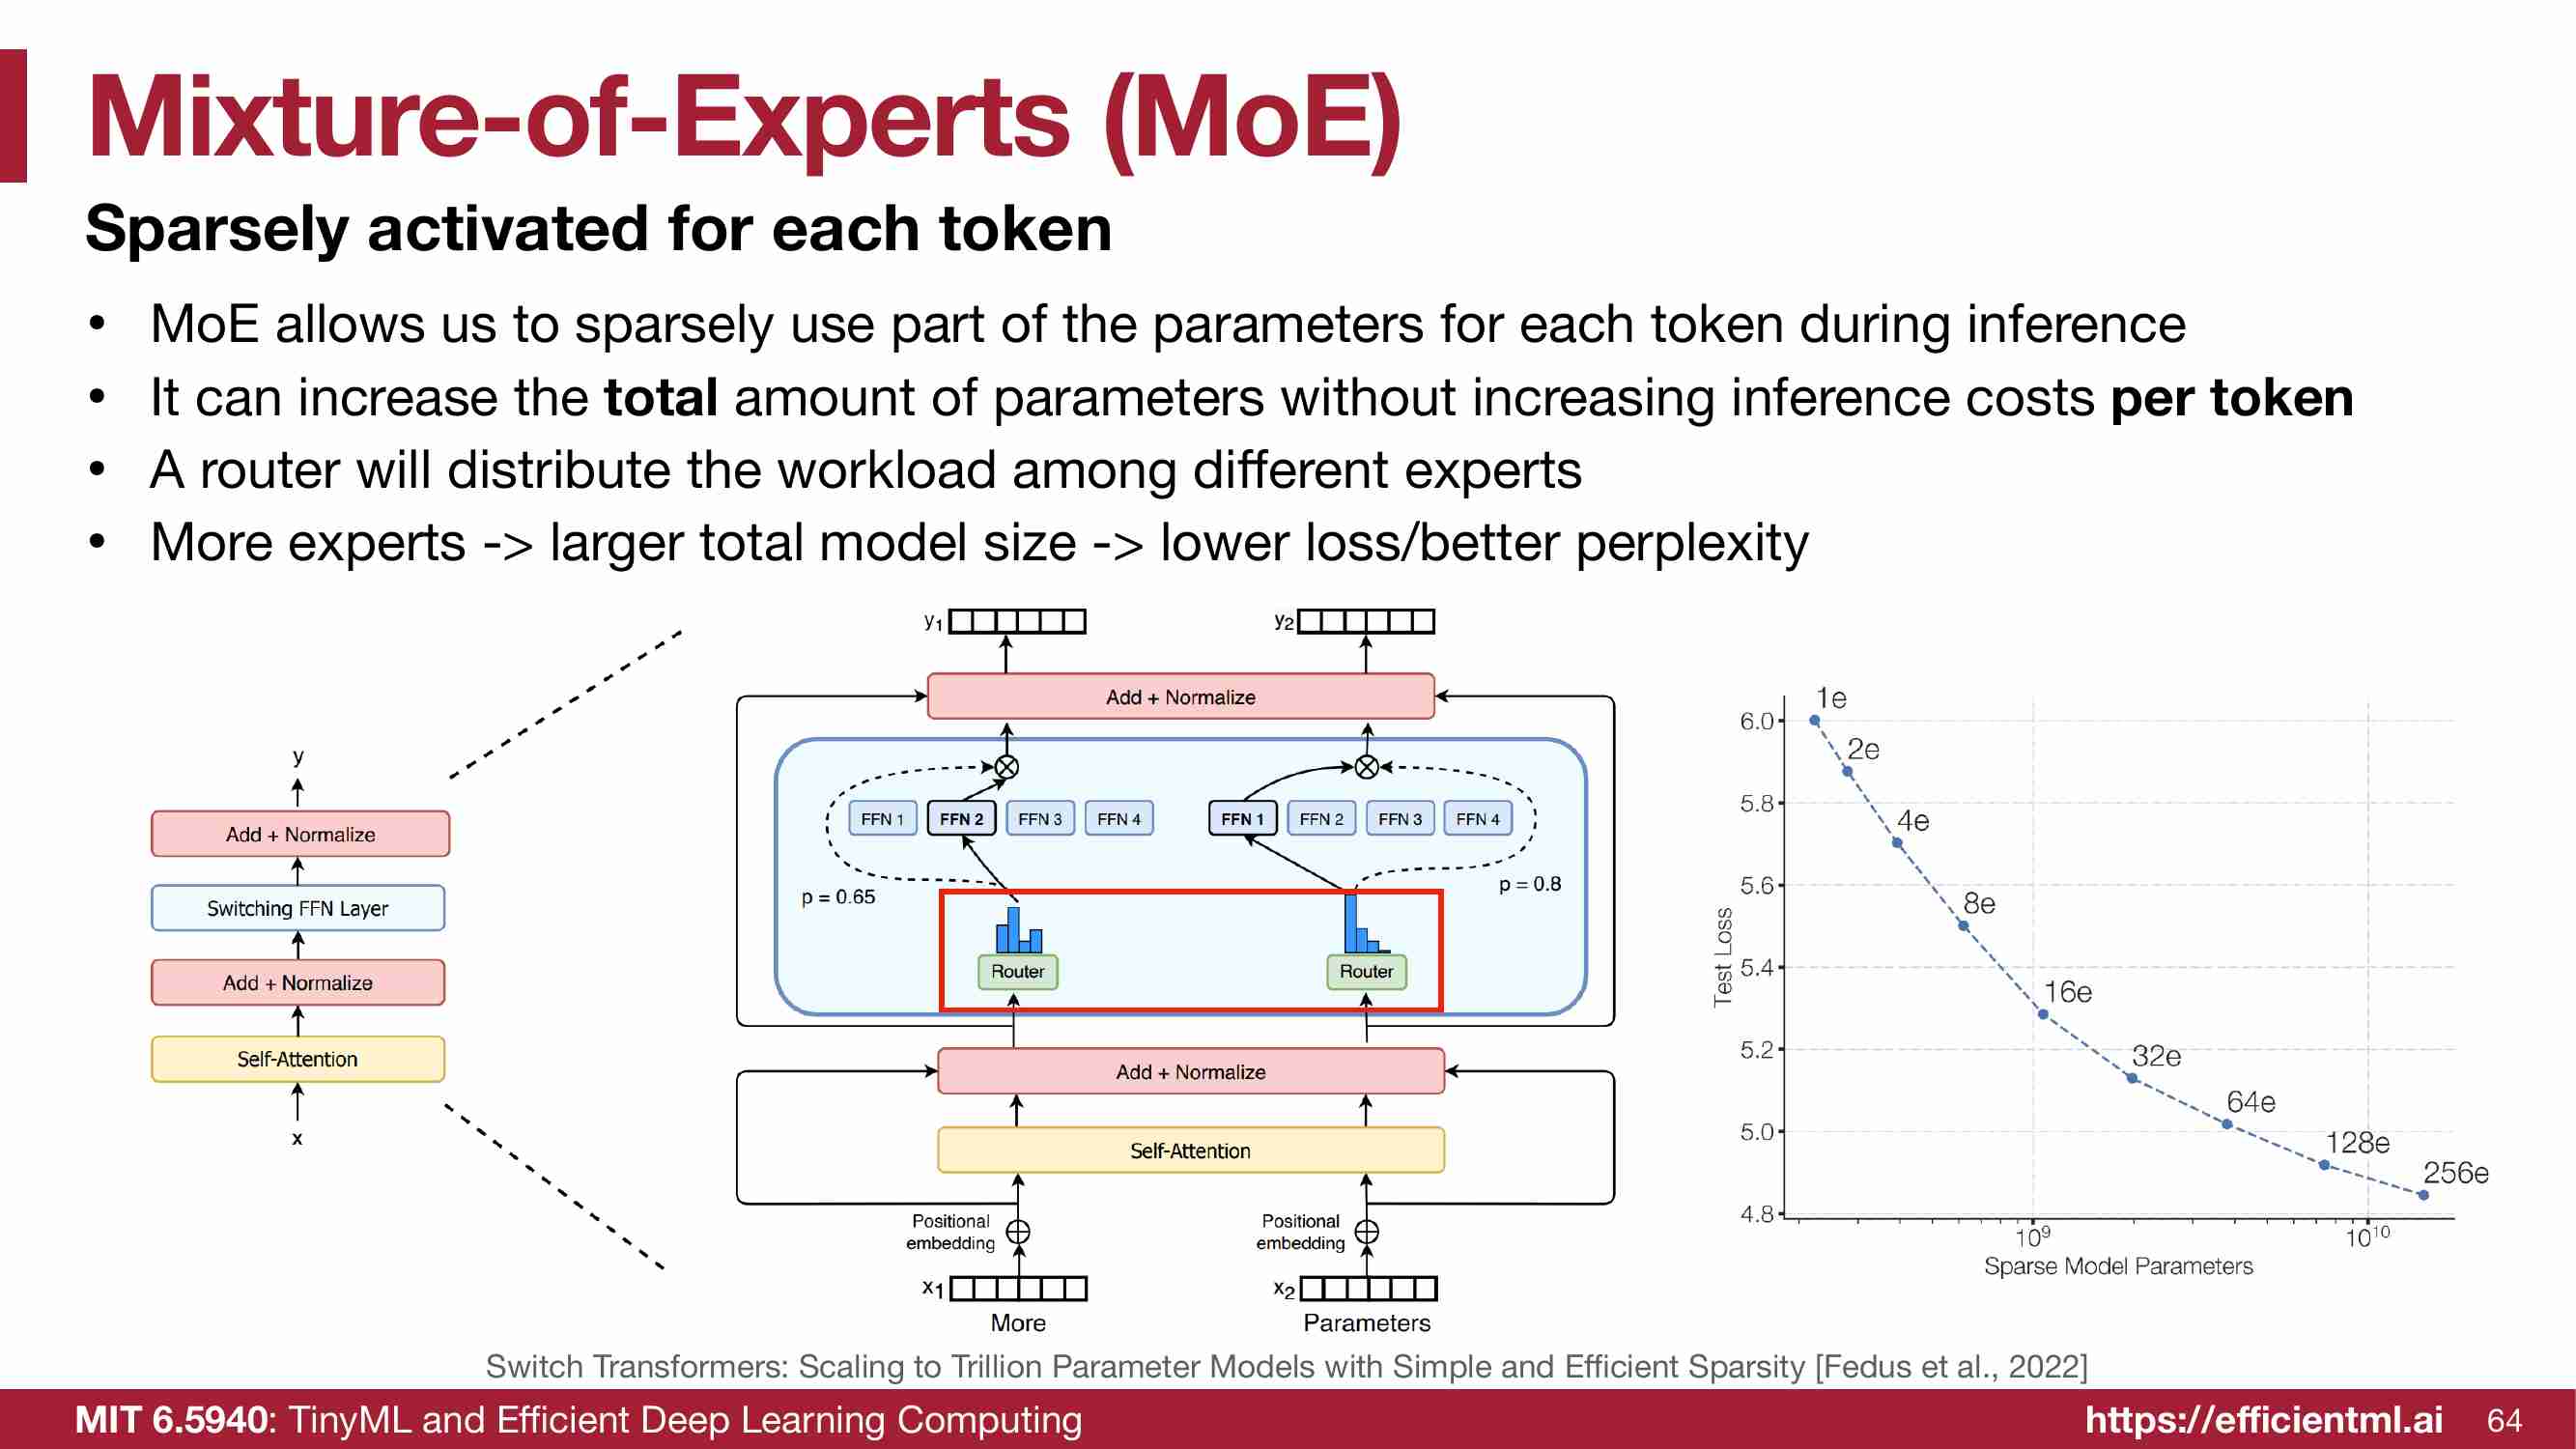 Mixture-of-Experts (MoE)
Sparsely activated for each token
• MoE allows us to sparsely use part of the parameters for each token during inference
• It can increase the total amount of parameters without increasing inference costs per token
• A router will distribute the workload among different experts
• More experts -> larger total model size -> lower loss/better perplexity
y
Add + Normalize
Switching FFN Layer
Add + Normalize
Self-Attention
x
y1 y2
Add + Normalize
FFN 1 FFN 2 FFN 3 FFN 4 FFN 1 FFN 2 FFN 3 FFN 4
p = 0.65 p = 0.8
Router Router
Add + Normalize
Self-Attention
Positional embedding Positional embedding
x1 x2
More Parameters
1e
2e
4e
8e
16e
32e
64e
128e
256e
6.0
5.8
5.6
5.4
5.2
5.0
4.8
Test Loss
10⁹ 10¹⁰
Sparse Model Parameters
Switch Transformers: Scaling to Trillion Parameter Models with Simple and Efficient Sparsity [Fedus et al., 2022]
MIT 6.5940: TinyML and Efficient Deep Learning Computing https://efficientml.ai 64